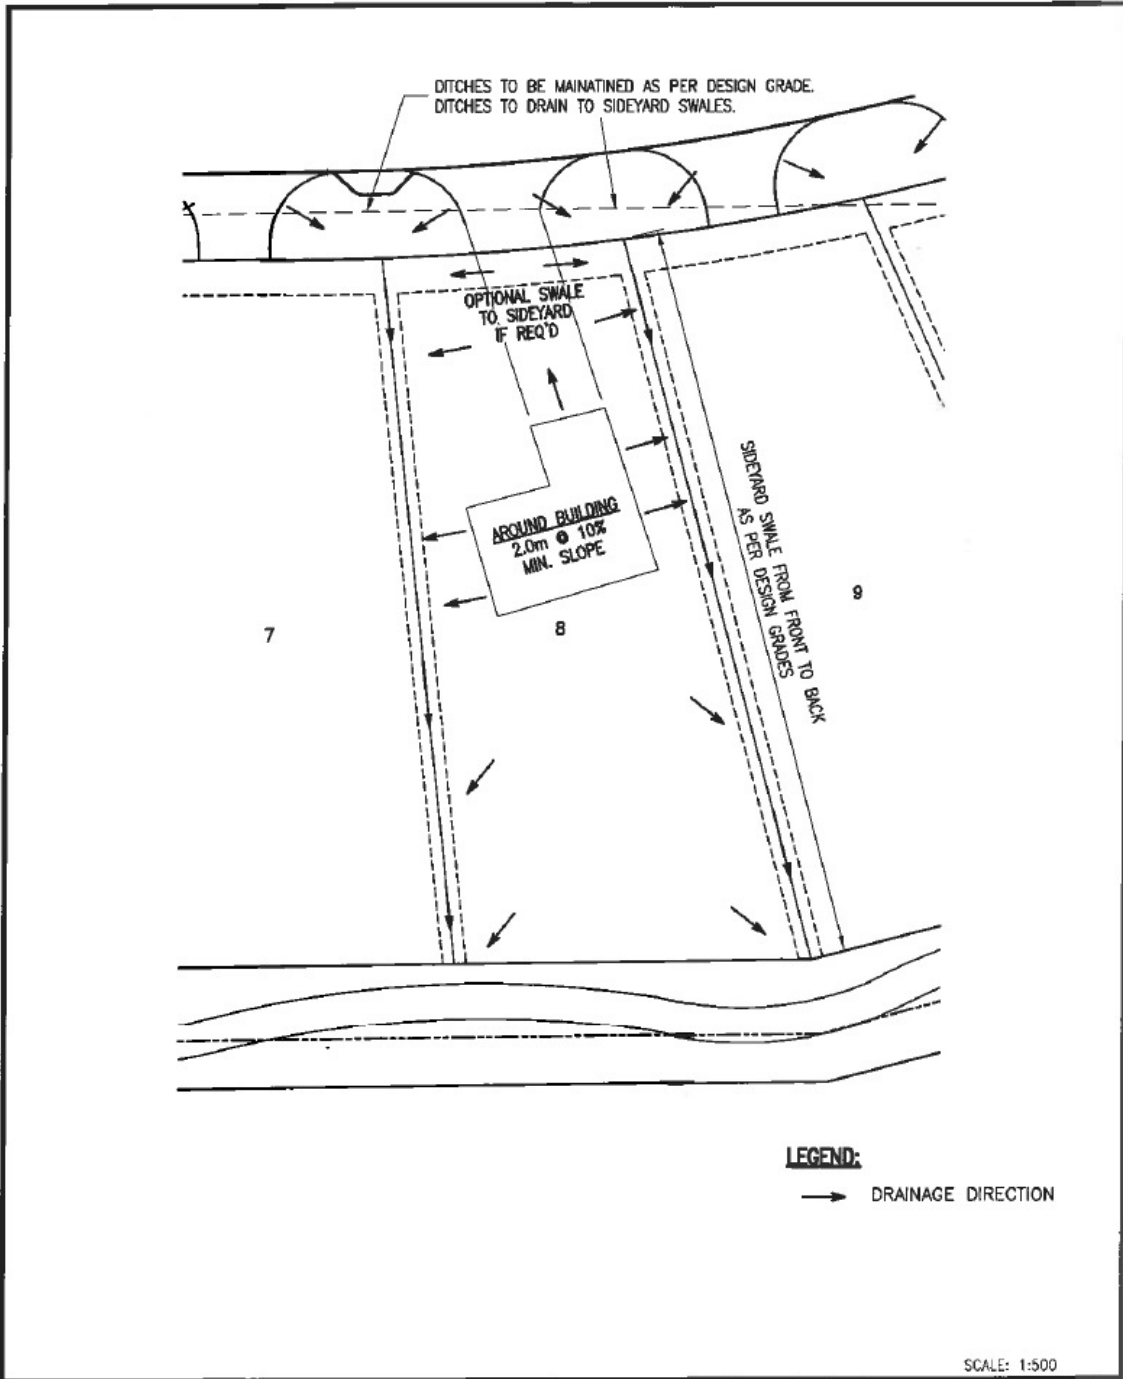 DITCHES TO BE MAINATINED AS PER DESIGN GRADE.
DITCHES TO DRAIN TO SIDEYARD SWALES.
OPTIONAL SWALE
TO SIDEYARD
IF REQ'D
AROUND BUILDING
2.0m @ 10%
MIN. SLOPE
SIDEYARD SWALE FROM FRONT TO BACK
AS PER DESIGN GRADES
7
8
9
LEGEND:
DRAINAGE DIRECTION
SCALE: 1:500